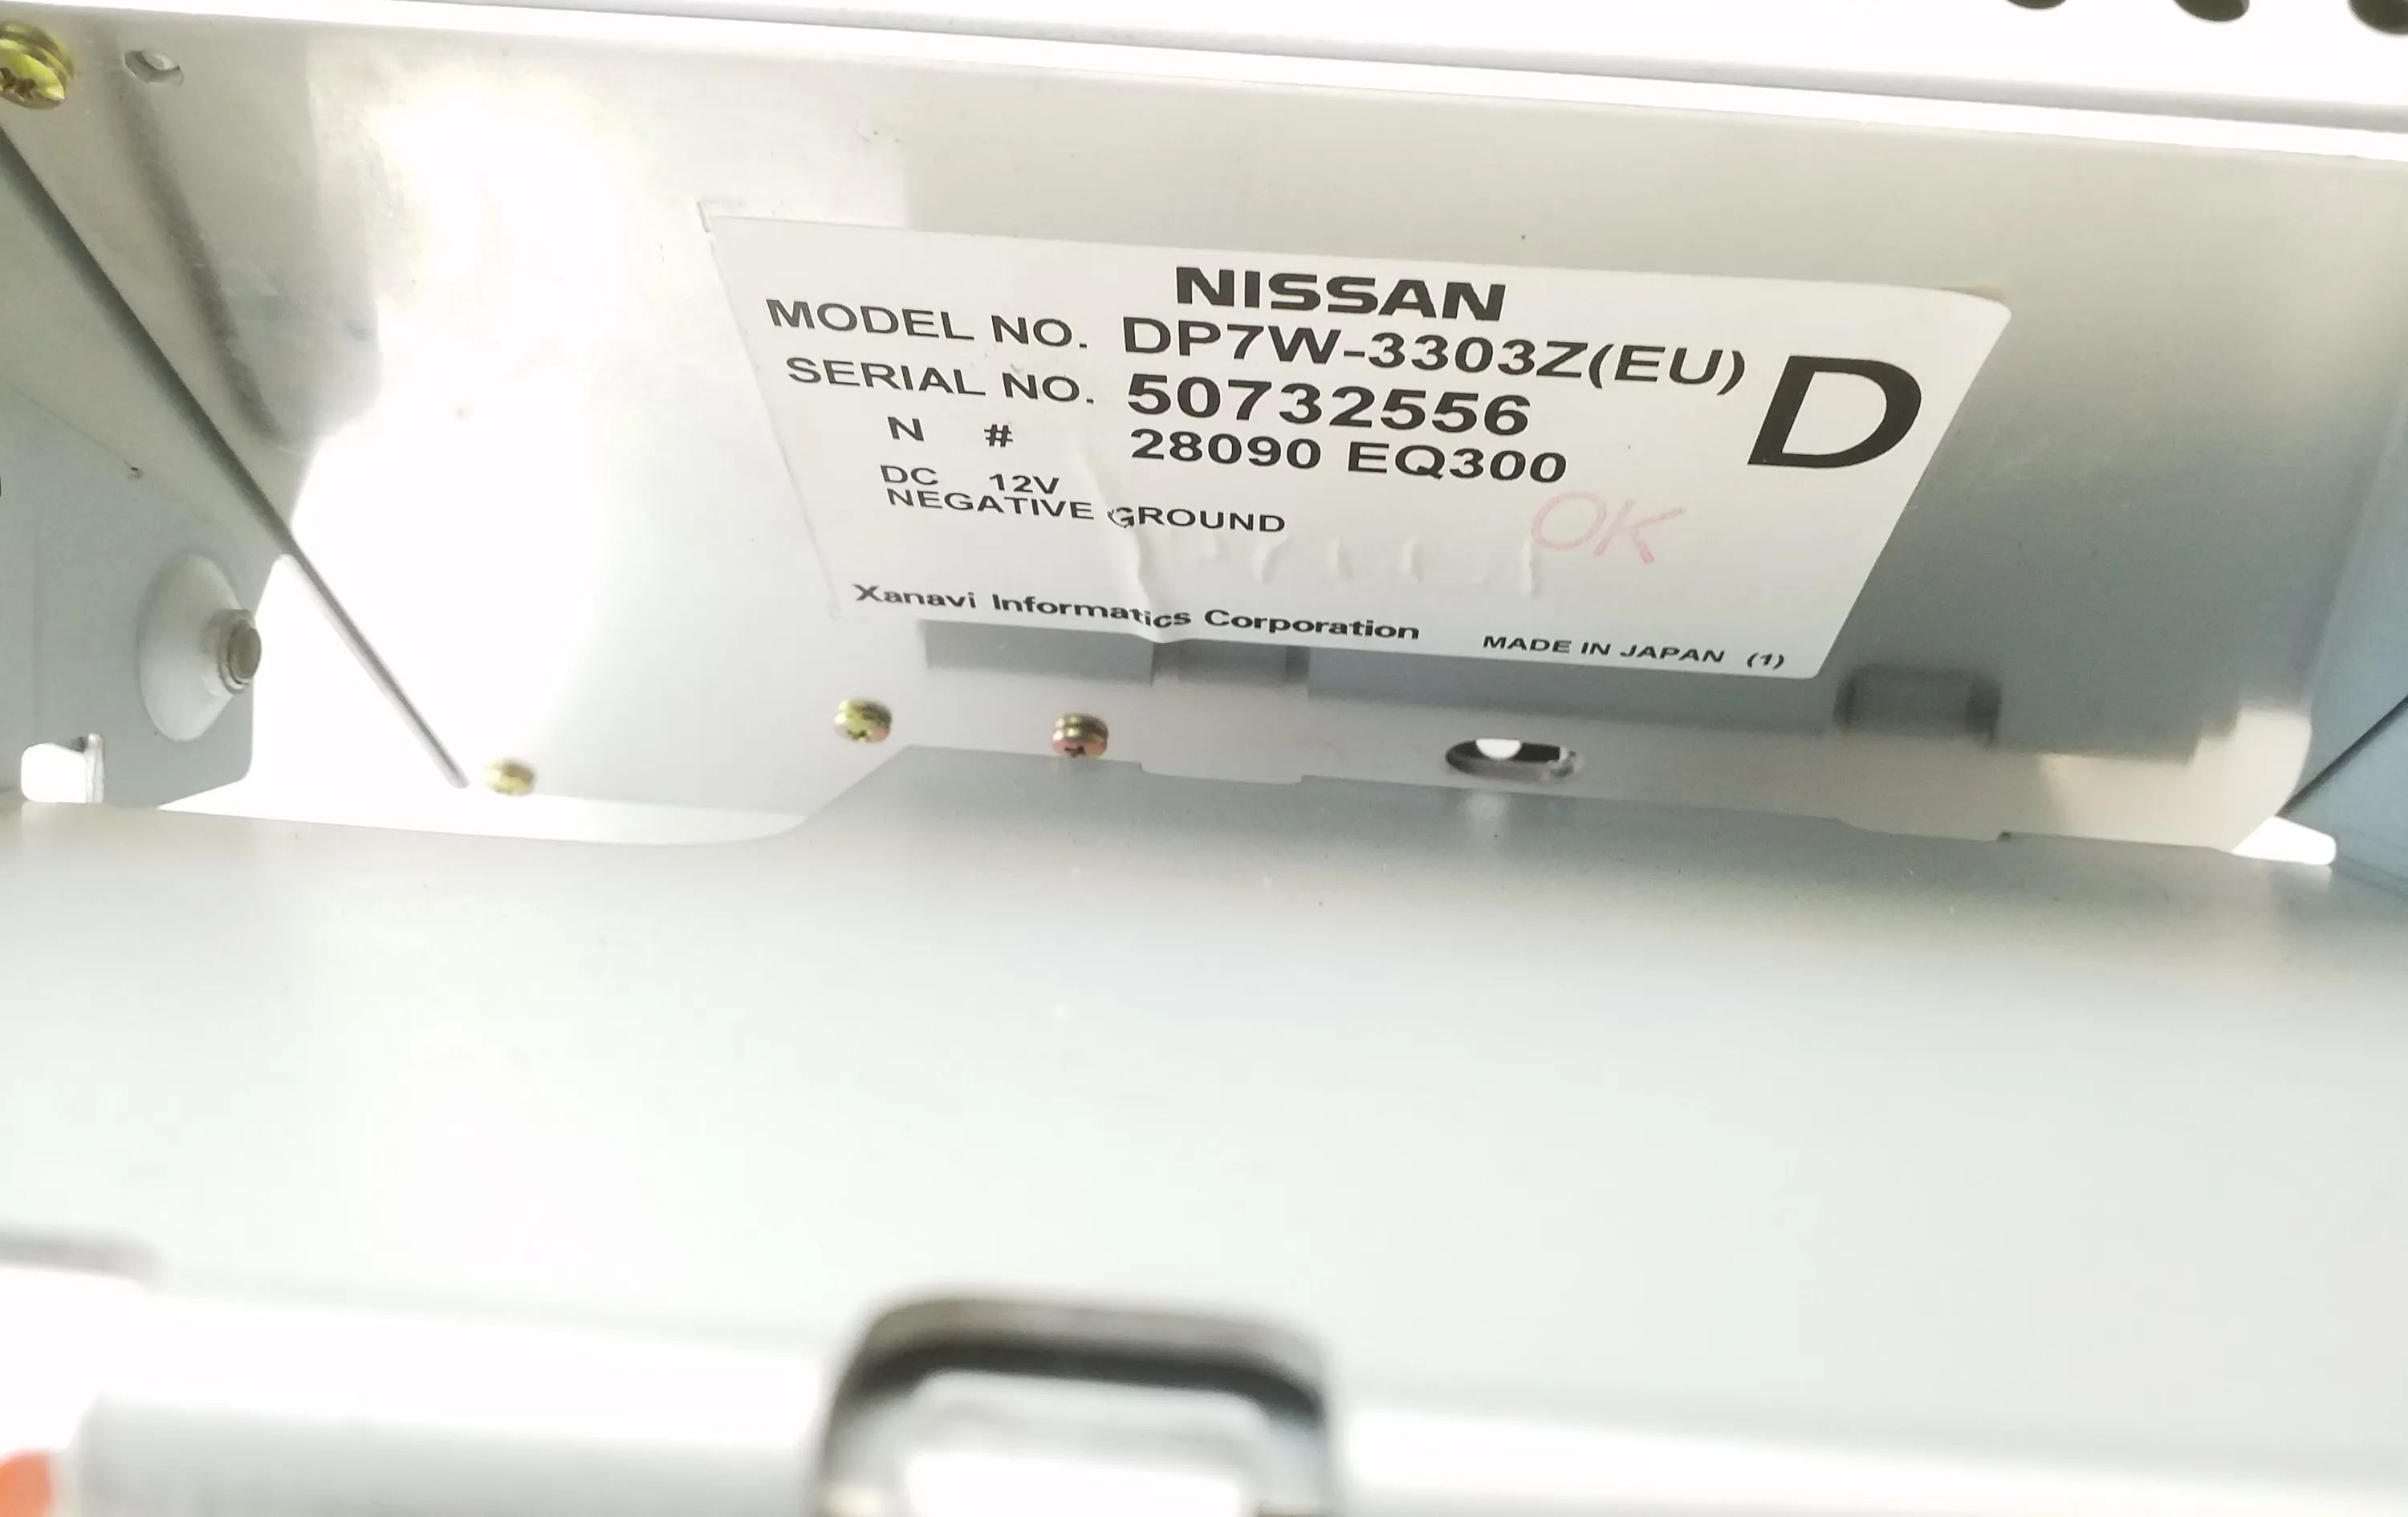 NISSAN
MODEL NO. DP7W-3303Z(EU)
D
SERIAL NO. 50732556
N # 28090 EQ300
DC 12V
NEGATIVE GROUND
OK
Xanavi Informatics Corporation MADE IN JAPAN (1)